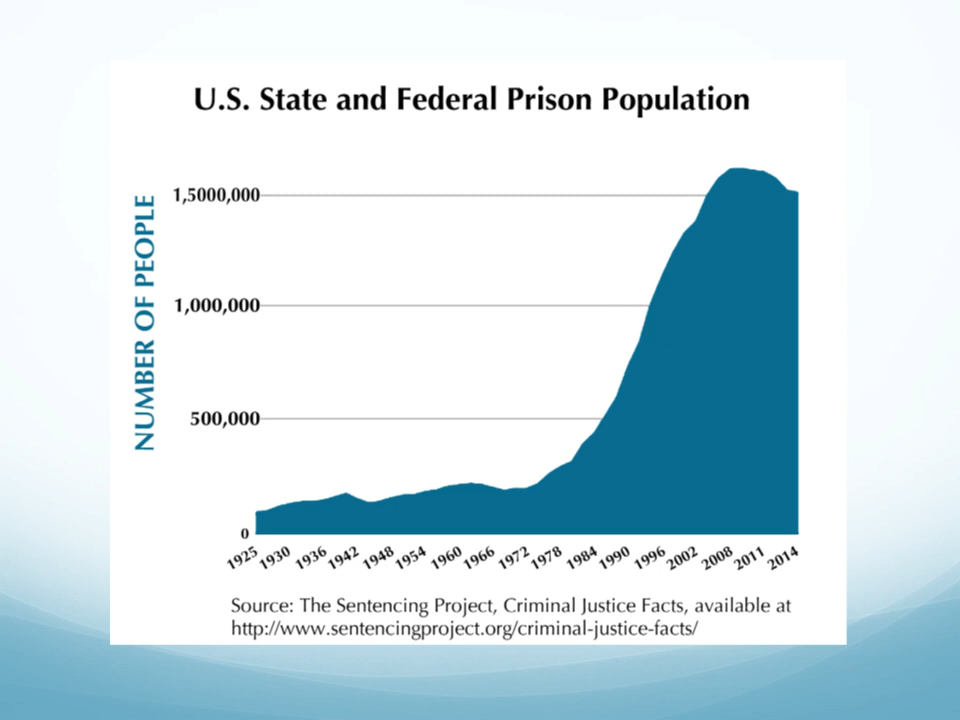 U.S. State and Federal Prison Population
NUMBER OF PEOPLE
1,5000,000
1,000,000
500,000
0
1925 1930 1936 1942 1948 1954 1960 1966 1972 1978 1984 1990 1996 2002 2008 2011 2014
Source: The Sentencing Project, Criminal Justice Facts, available at
http://www.sentencingproject.org/criminal-justice-facts/